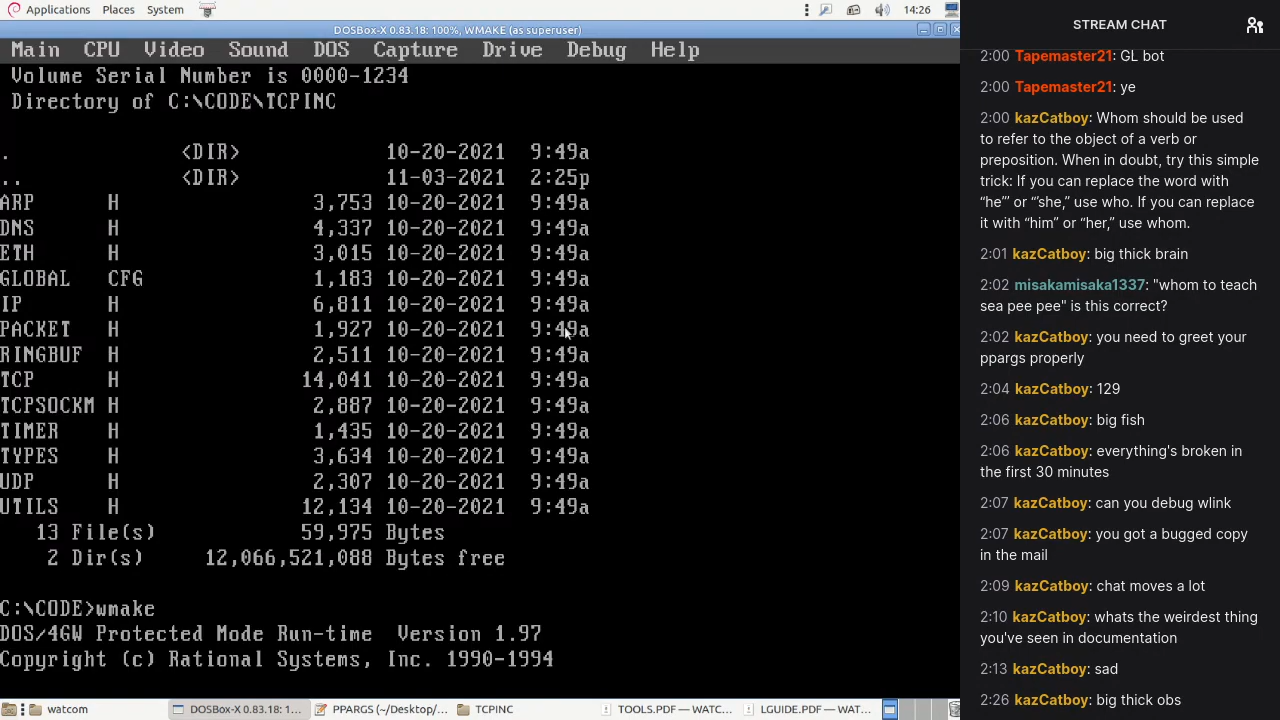 Applications Places System 14:26
DOSBox-X 0.83.18: 100%, WMAKE (as superuser)
Main CPU Video Sound DOS Capture Drive Debug Help
Volume Serial Number is 0000-1234
Directory of C:\CODE\TCPINC
. <DIR> 10-20-2021 9:49a
.. <DIR> 11-03-2021 2:25p
ARP H 3,753 10-20-2021 9:49a
DNS H 4,337 10-20-2021 9:49a
ETH H 3,015 10-20-2021 9:49a
GLOBAL CFG 1,183 10-20-2021 9:49a
IP H 6,811 10-20-2021 9:49a
PACKET H 1,927 10-20-2021 9:49a
RINGBUF H 2,511 10-20-2021 9:49a
TCP H 14,041 10-20-2021 9:49a
TCPSOCKM H 2,887 10-20-2021 9:49a
TIMER H 1,435 10-20-2021 9:49a
TYPES H 3,634 10-20-2021 9:49a
UDP H 2,307 10-20-2021 9:49a
UTILS H 12,134 10-20-2021 9:49a
13 File(s) 59,975 Bytes
2 Dir(s) 12,066,521,088 Bytes free
C:\CODE>wmake
DOS/4GW Protected Mode Run-time Version 1.97
Copyright (c) Rational Systems, Inc. 1990-1994
watcom DOSBox-X 0.83.18: 1... PPARGS (~/Desktop/... TCPINC TOOLS.PDF — WATC... LGUIDE.PDF — WAT...
STREAM CHAT
2:00 Tapemaster21: GL bot
2:00 Tapemaster21: ye
2:00 kazCatboy: Whom should be used
to refer to the object of a verb or
preposition. When in doubt, try this simple
trick: If you can replace the word with
“he’” or “’she,” use who. If you can replace
it with “him” or “her,” use whom.
2:01 kazCatboy: big thick brain
2:02 misakamisaka1337: "whom to teach
sea pee pee" is this correct?
2:02 kazCatboy: you need to greet your
ppargs properly
2:04 kazCatboy: 129
2:06 kazCatboy: big fish
2:06 kazCatboy: everything's broken in
the first 30 minutes
2:07 kazCatboy: can you debug wlink
2:07 kazCatboy: you got a bugged copy
in the mail
2:09 kazCatboy: chat moves a lot
2:10 kazCatboy: whats the weirdest thing
you've seen in documentation
2:13 kazCatboy: sad
2:26 kazCatboy: big thick obs